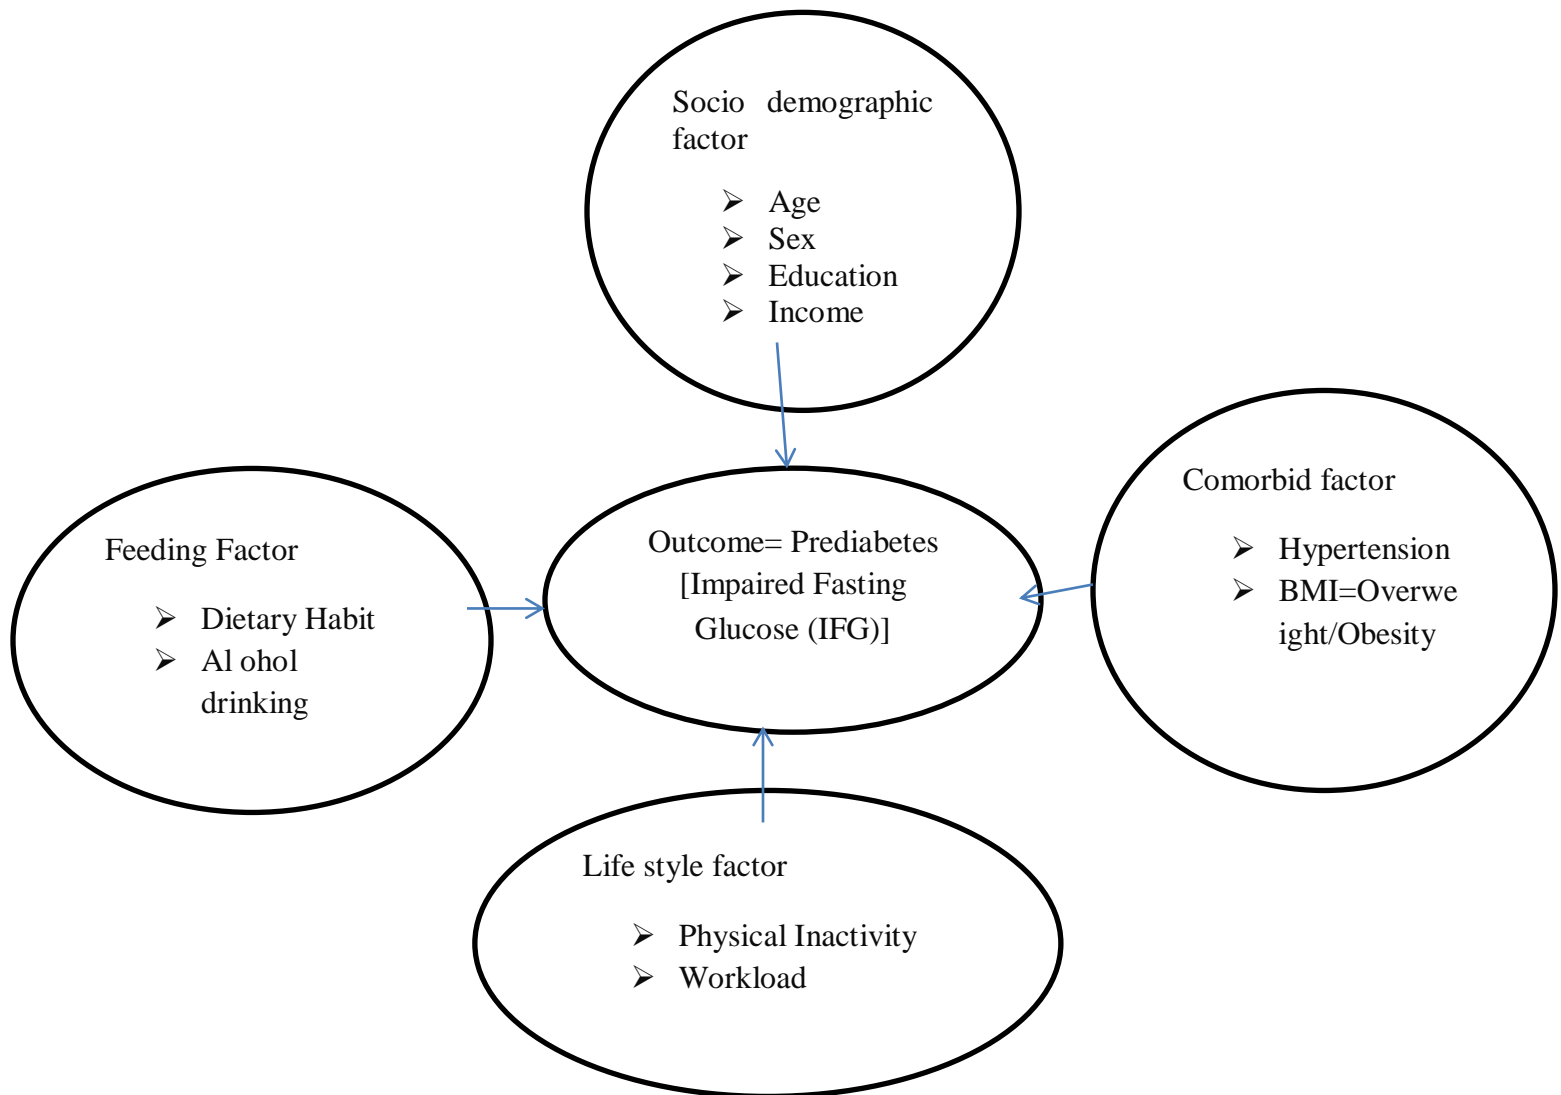 Socio demographic
factor
➢ Age
➢ Sex
➢ Education
➢ Income
Feeding Factor
➢ Dietary Habit
➢ Al ohol
drinking
Outcome= Prediabetes
[Impaired Fasting
Glucose (IFG)]
Comorbid factor
➢ Hypertension
➢ BMI=Overwe
ight/Obesity
Life style factor
➢ Physical Inactivity
➢ Workload